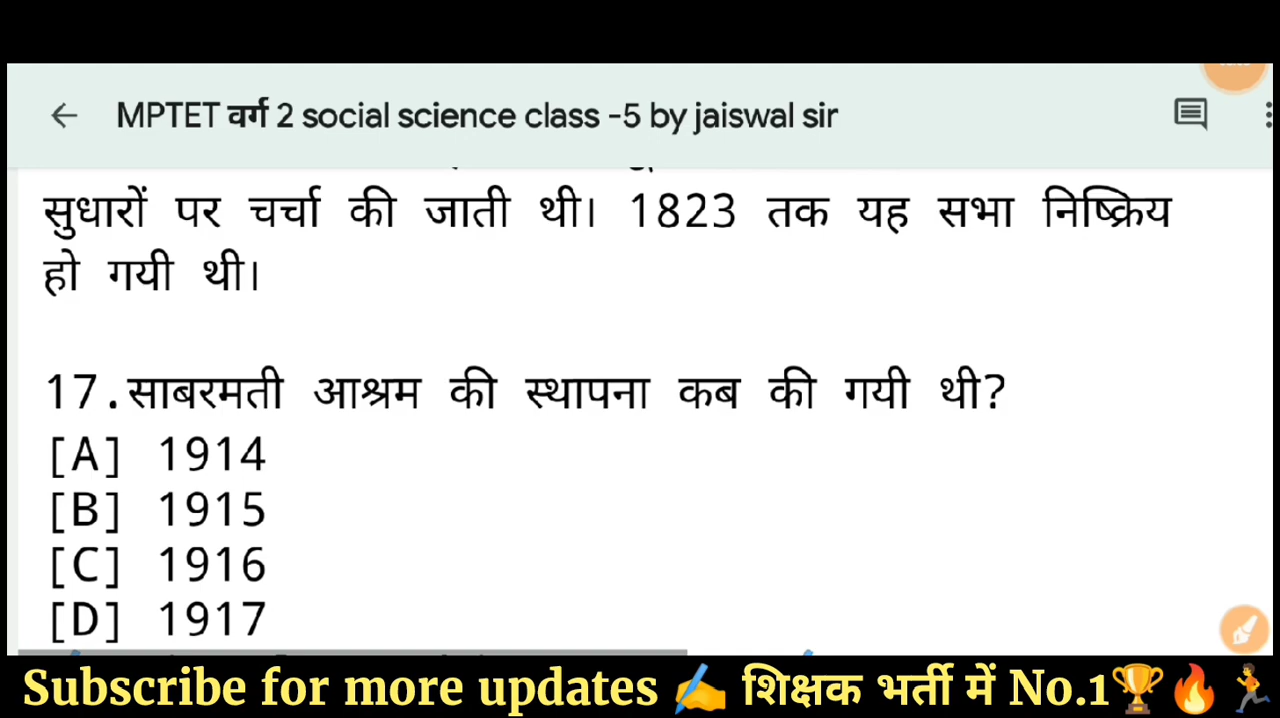 MPTET वर्ग 2 social science class -5 by jaiswal sir
सुधारों पर चर्चा की जाती थी। 1823 तक यह सभा निष्क्रिय
हो गयी थी।
17.साबरमती आश्रम की स्थापना कब की गयी थी?
[A] 1914
[B] 1915
[C] 1916
[D] 1917
Subscribe for more updates ✍️ शिक्षक भर्ती में No.1🏆🔥🏃